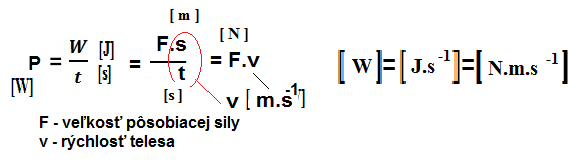 [ m ]
P [W] = W/t [J]/[s] = F.s/t [s] = F.v [ N ]
v [ m.s-1]
[ W ]=[ J.s-1]=[ N.m.s -1]
F - veľkosť pôsobiacej sily
v - rýchlosť telesa